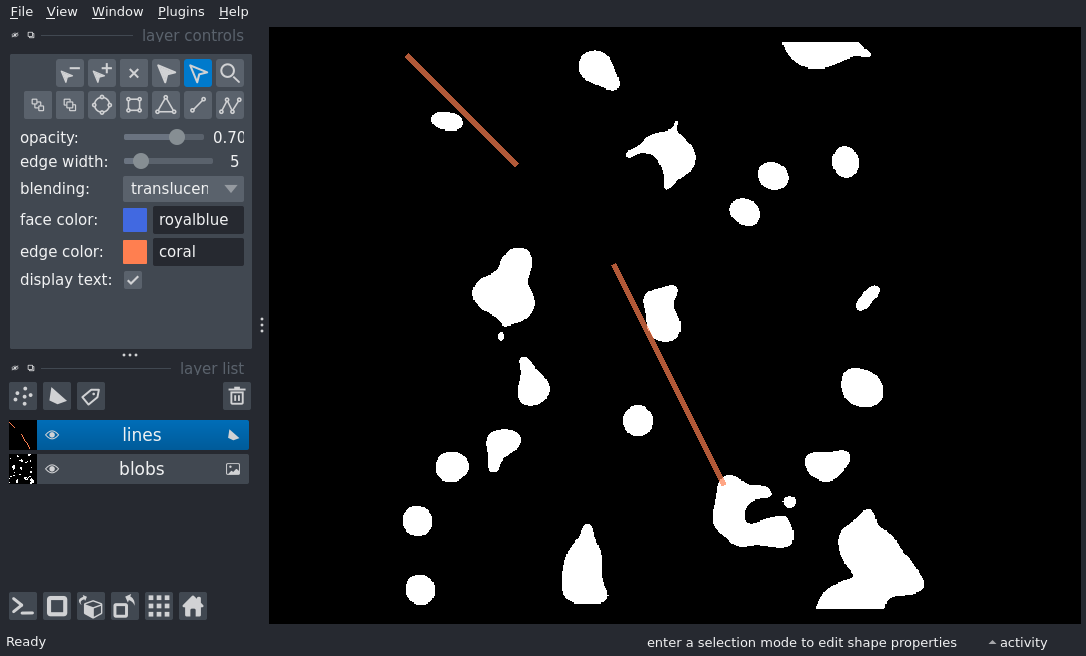 File View Window Plugins Help
layer controls
opacity: 0.70
edge width: 5
blending: translucen
face color: royalblue
edge color: coral
display text:
layer list
lines
blobs
Ready enter a selection mode to edit shape properties activity